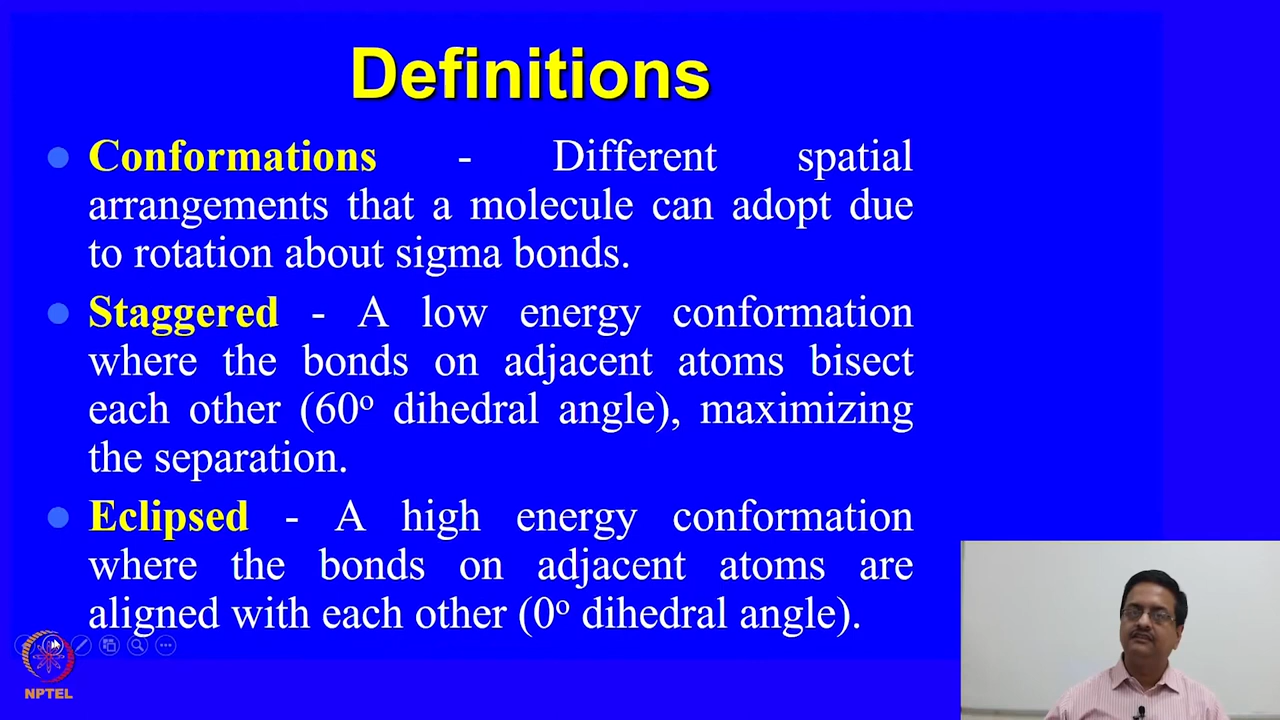 Definitions
Conformations - Different spatial
arrangements that a molecule can adopt due
to rotation about sigma bonds.
Staggered - A low energy conformation
where the bonds on adjacent atoms bisect
each other (60º dihedral angle), maximizing
the separation.
Eclipsed - A high energy conformation
where the bonds on adjacent atoms are
aligned with each other (0º dihedral angle).
NPTEL